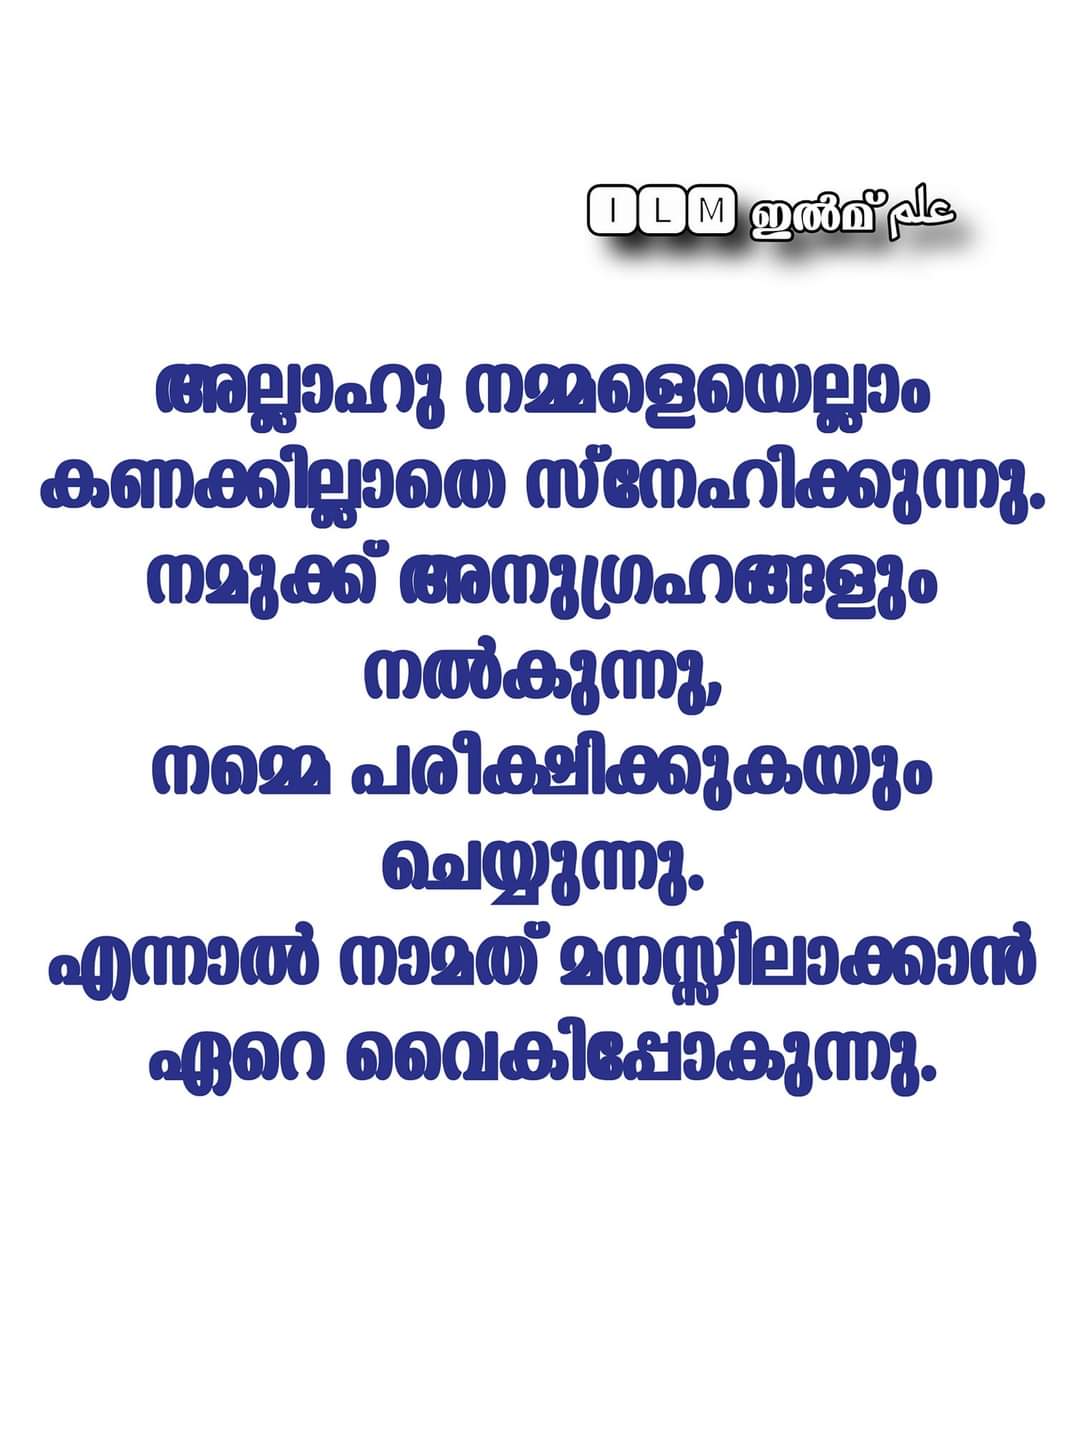 ILM ഇൽമ് علم
അല്ലാഹു നമ്മളെയെല്ലാം
കണക്കില്ലാതെ സ്നേഹിക്കുന്നു.
നമുക്ക് അനുഗ്രഹങ്ങളും
നൽകുന്നു,
നമ്മെ പരീക്ഷിക്കുകയും
ചെയ്യുന്നു.
എന്നാൽ നാമത് മനസ്സിലാക്കാൻ
ഏറെ വൈകിപ്പോകുന്നു.